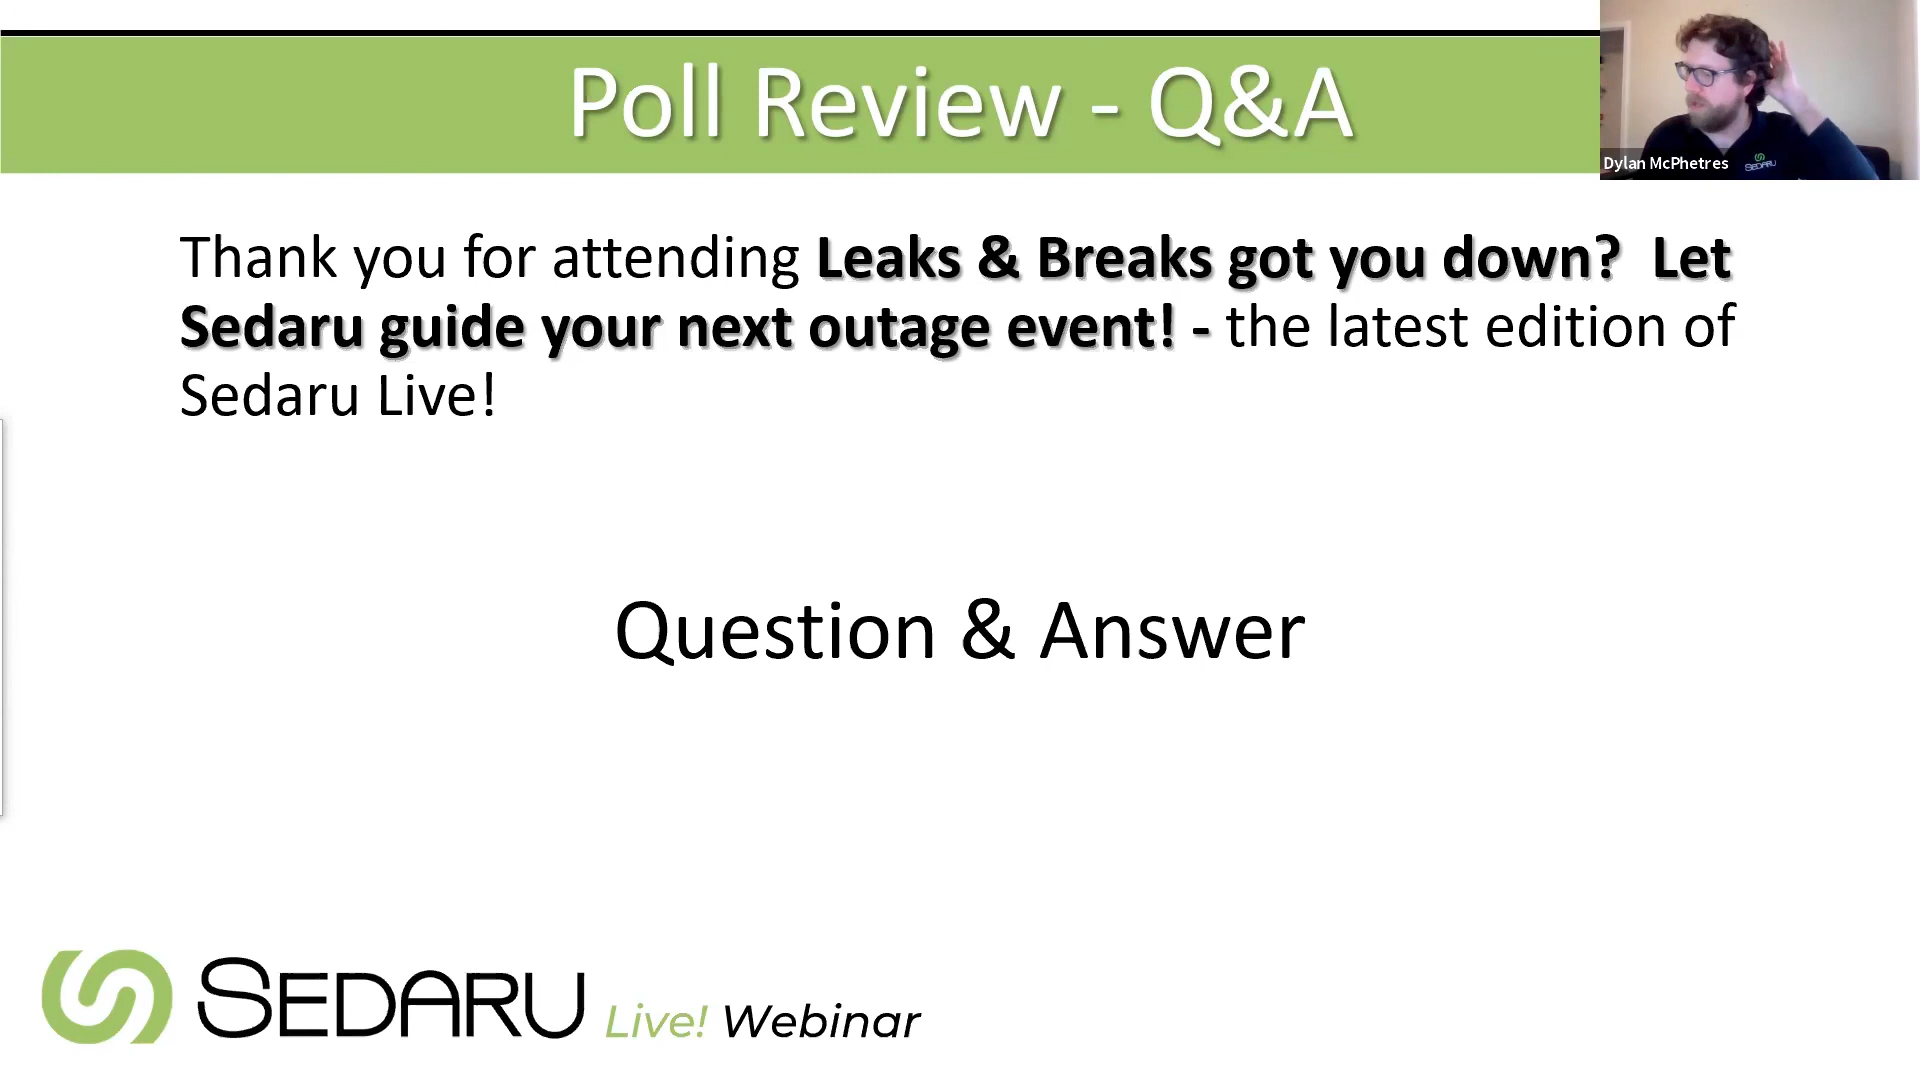 Poll Review - Q&A
Dylan McPhetres
SEDARU
Thank you for attending Leaks & Breaks got you down?  Let
Sedaru guide your next outage event! - the latest edition of
Sedaru Live!
Question & Answer
SEDARU Live! Webinar